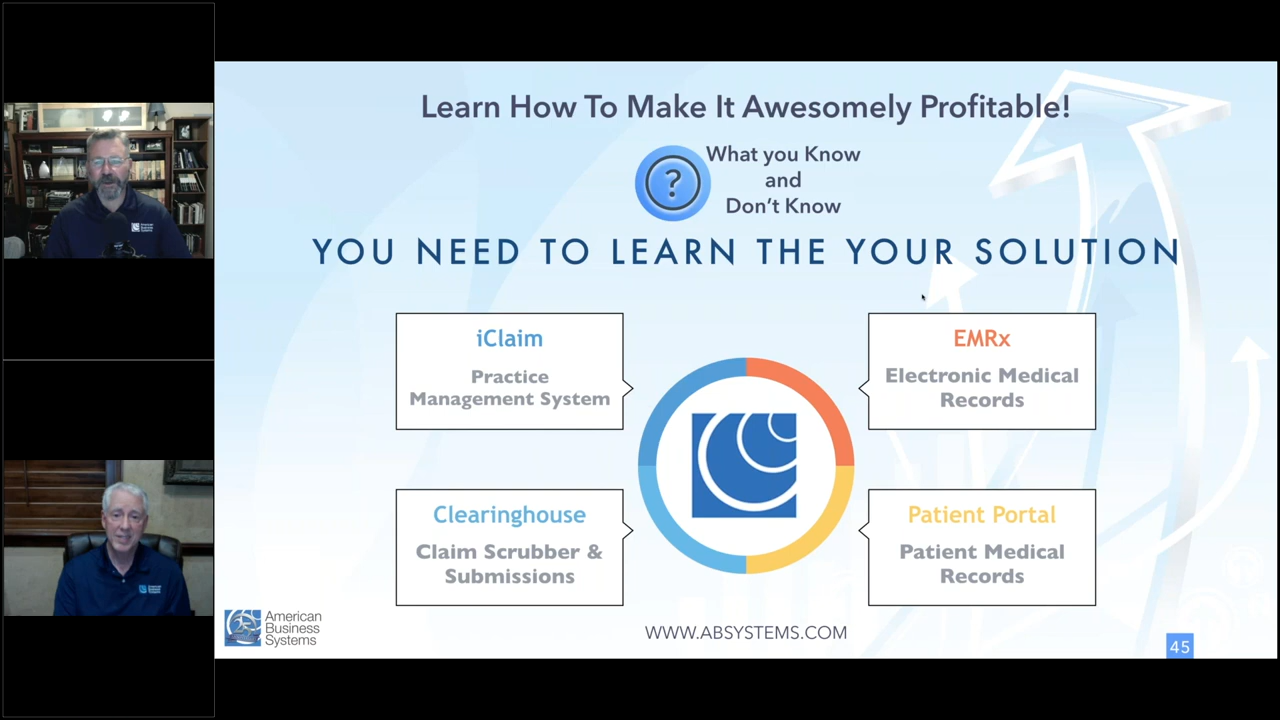 Learn How To Make It Awesomely Profitable!
?
What you Know
and
Don't Know
YOU NEED TO LEARN THE YOUR SOLUTION
iClaim
Practice
Management System
EMRx
Electronic Medical
Records
Clearinghouse
Claim Scrubber &
Submissions
Patient Portal
Patient Medical
Records
American
Business
Systems
WWW.ABSYSTEMS.COM
45